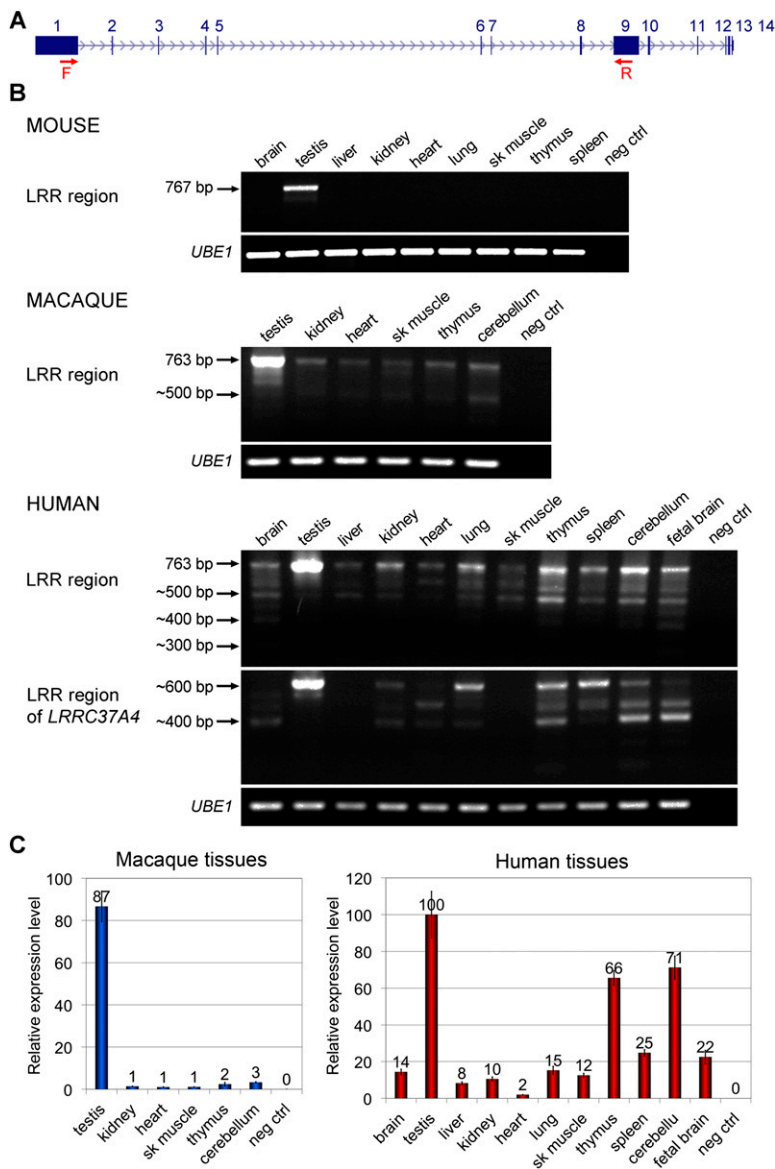 A
1 2 3 4 5 6 7 8 9 10 11 12 13 14
F R
B
MOUSE
brain testis liver kidney heart lung sk muscle thymus spleen neg ctrl
LRR region 767 bp
UBE1
MACAQUE
testis kidney heart sk muscle thymus cerebellum neg ctrl
763 bp
LRR region
~500 bp
UBE1
HUMAN
brain testis liver kidney heart lung sk muscle thymus spleen cerebellum fetal brain neg ctrl
763 bp
LRR region
~500 bp
~400 bp
~300 bp
~600 bp
LRR region
of LRRC37A4
~400 bp
UBE1
C
Macaque tissues
Relative expression level
100
80
60
40
20
0
87 1 1 1 2 3 0
testis kidney heart sk muscle thymus cerebellum neg ctrl
Human tissues
Relative expression level
120
100
80
60
40
20
0
14 100 8 10 2 15 12 66 25 71 22 0
brain testis liver kidney heart lung sk muscle thymus spleen cerebellu fetal brain neg ctrl